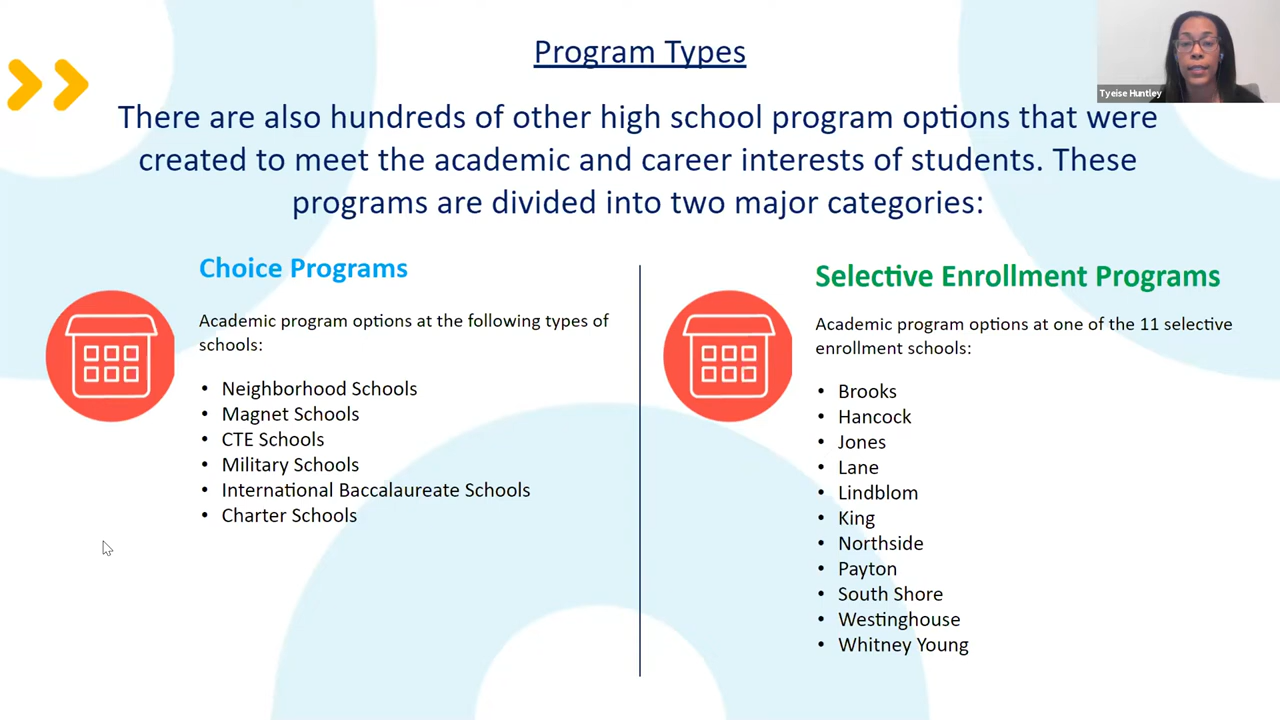 Program Types
Tyeise Huntley
There are also hundreds of other high school program options that were
created to meet the academic and career interests of students. These
programs are divided into two major categories:
Choice Programs
Academic program options at the following types of
schools:
• Neighborhood Schools
• Magnet Schools
• CTE Schools
• Military Schools
• International Baccalaureate Schools
• Charter Schools
Selective Enrollment Programs
Academic program options at one of the 11 selective
enrollment schools:
• Brooks
• Hancock
• Jones
• Lane
• Lindblom
• King
• Northside
• Payton
• South Shore
• Westinghouse
• Whitney Young